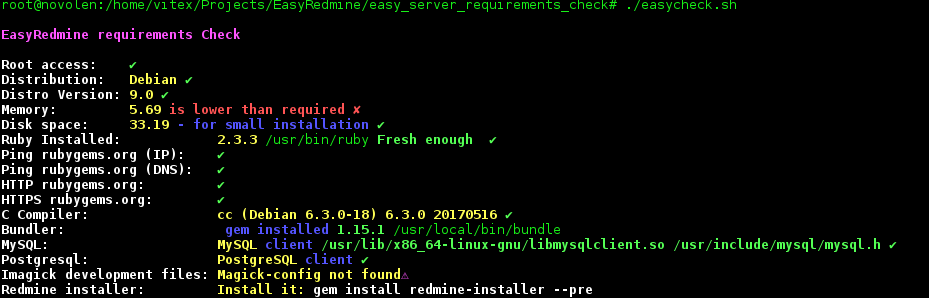 root@novolen:/home/vitex/Projects/EasyRedmine/easy_server_requirements_check# ./easycheck.sh
EasyRedmine requirements Check
Root access: ✔
Distribution: Debian ✔
Distro Version: 9.0 ✔
Memory: 5.69 is lower than required ✘
Disk space: 33.19 - for small installation ✔
Ruby Installed: 2.3.3 /usr/bin/ruby Fresh enough ✔
Ping rubygems.org (IP): ✔
Ping rubygems.org (DNS): ✔
HTTP rubygems.org: ✔
HTTPS rubygems.org: ✔
C Compiler: cc (Debian 6.3.0-18) 6.3.0 20170516 ✔
Bundler: gem installed 1.15.1 /usr/local/bin/bundle
MySQL: MySQL client /usr/lib/x86_64-linux-gnu/libmysqlclient.so /usr/include/mysql/mysql.h ✔
Postgresql: PostgreSQL client ✔
Imagick development files: Magick-config not found⚠
Redmine installer: Install it: gem install redmine-installer --pre